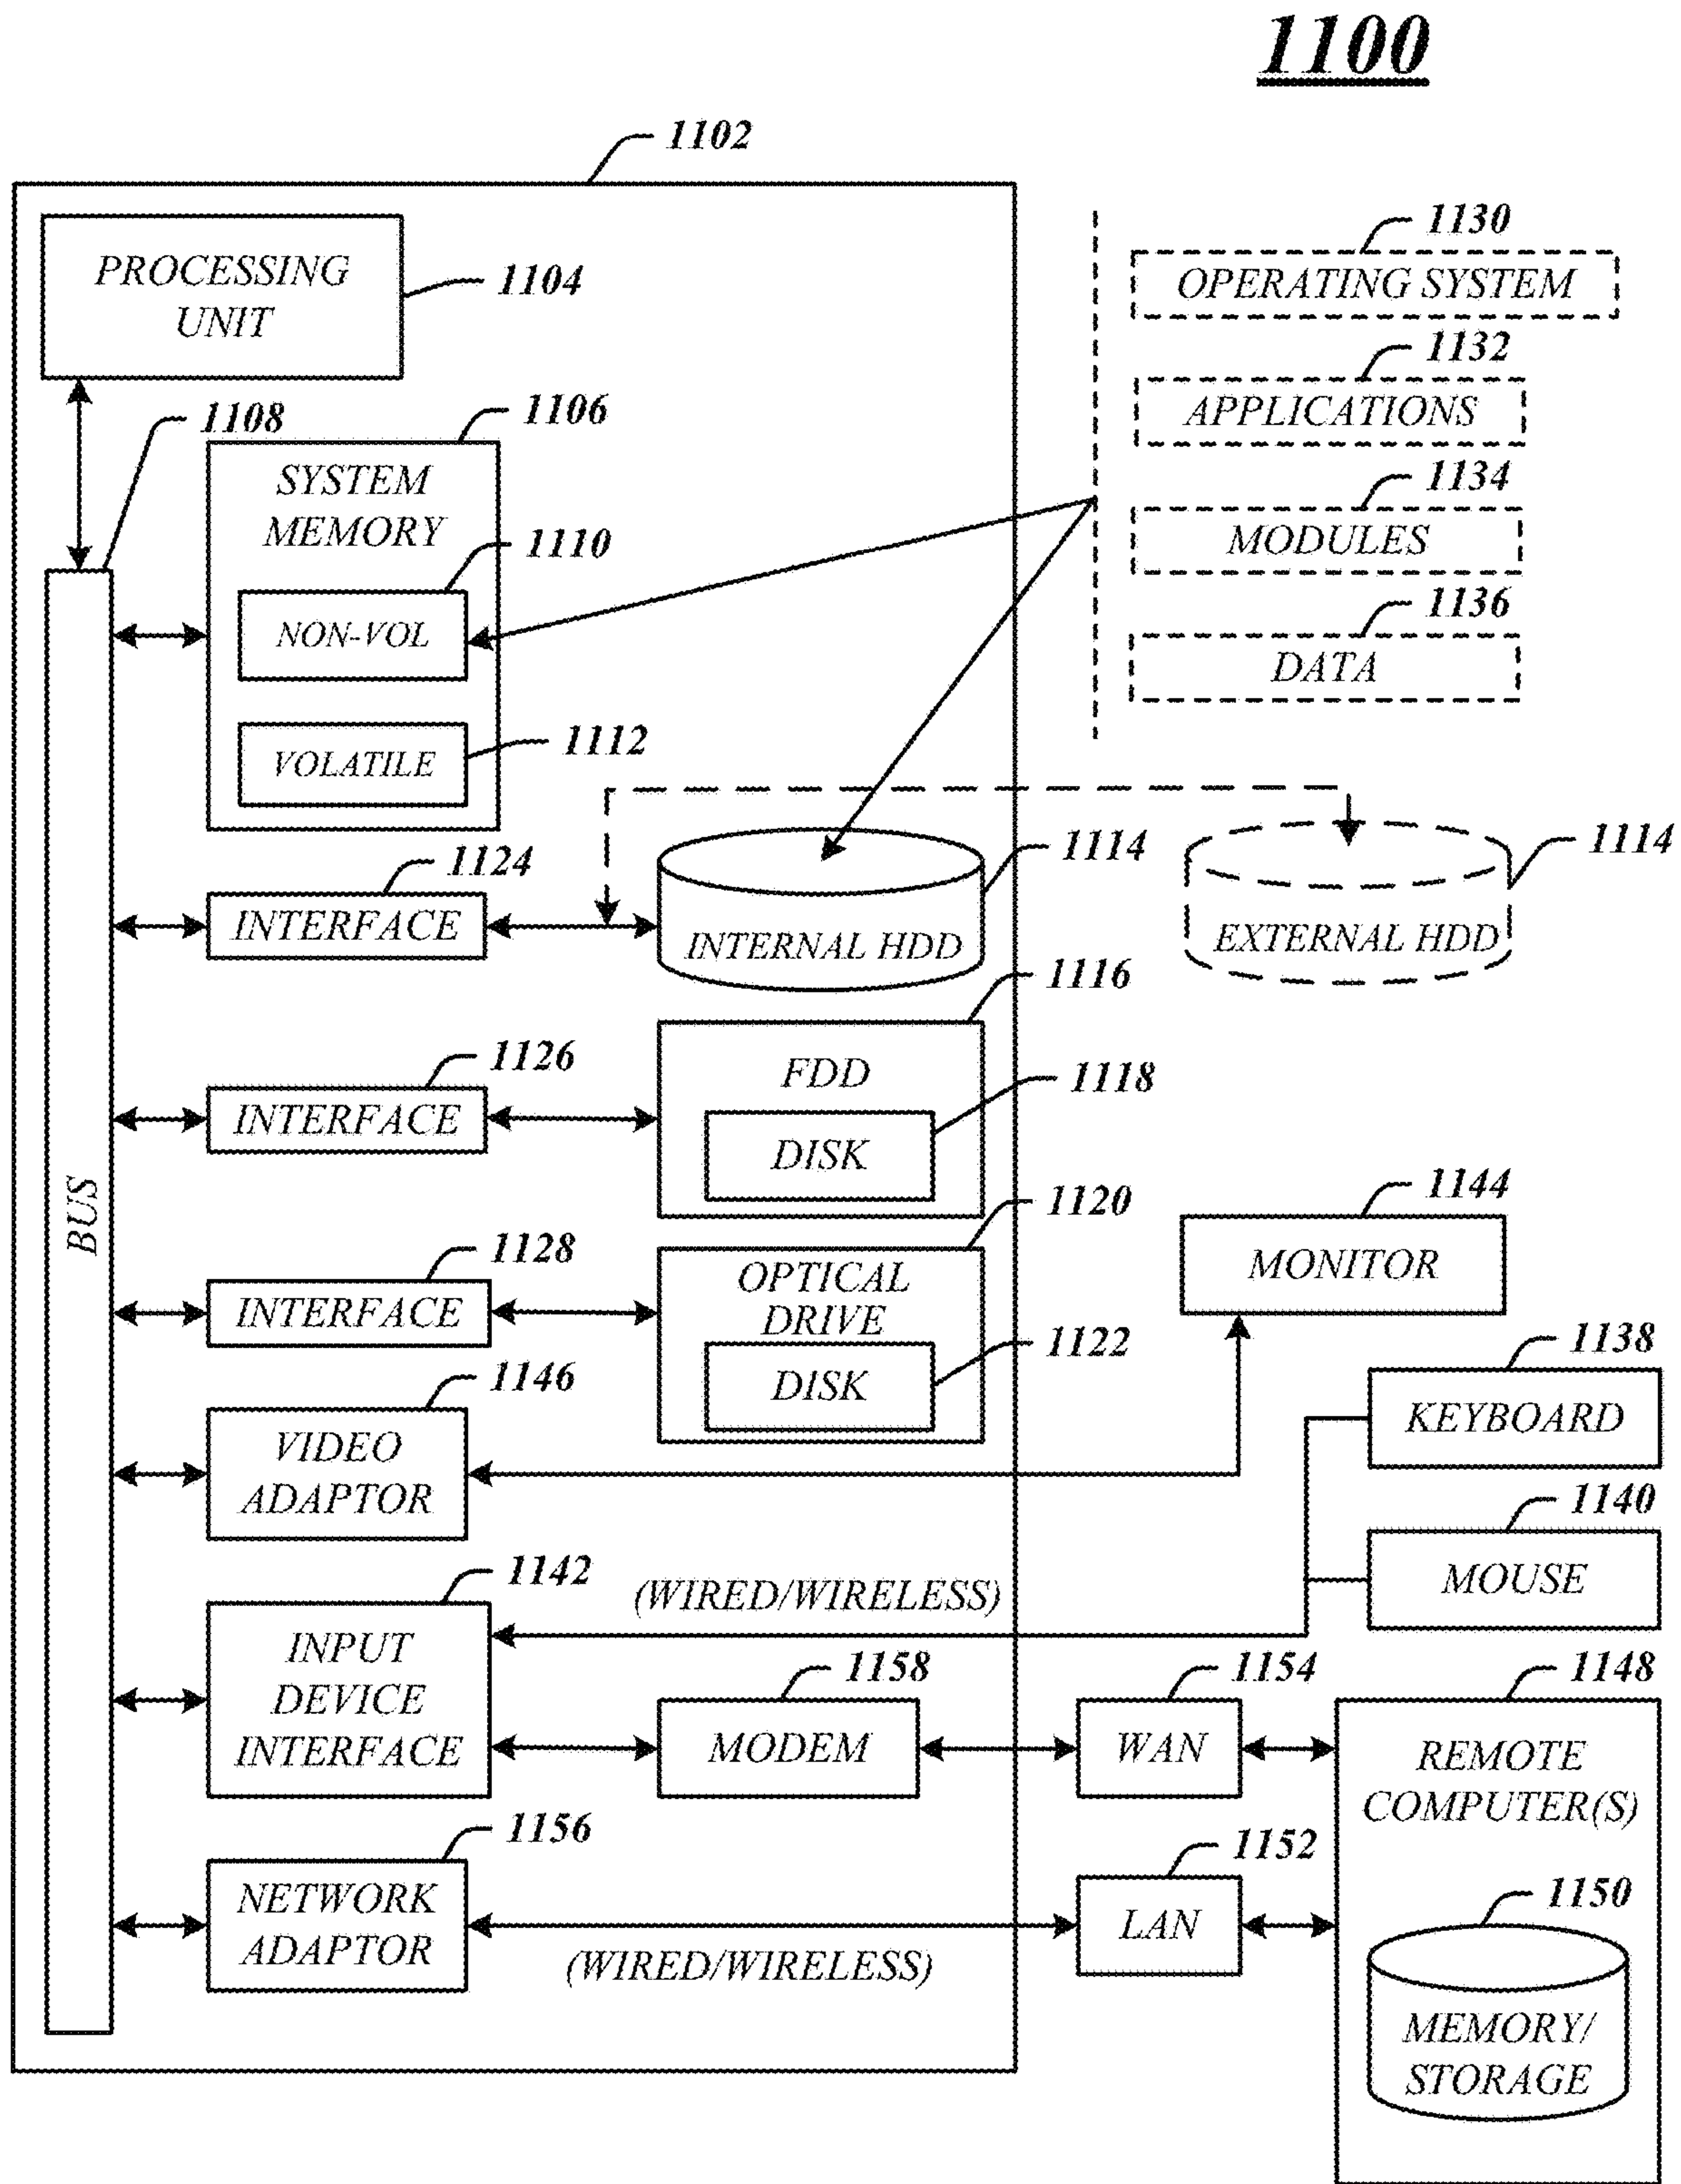 1100
1102
PROCESSING
UNIT
1104
1130
OPERATING SYSTEM
1132
APPLICATIONS
1134
MODULES
1136
DATA
1108
1106
SYSTEM
MEMORY
1110
NON-VOL
1112
VOLATILE
1124
INTERFACE
1114
INTERNAL HDD
1114
EXTERNAL HDD
1126
INTERFACE
1116
FDD
1118
DISK
BUS
1128
INTERFACE
1120
OPTICAL
DRIVE
1122
DISK
1144
MONITOR
1146
VIDEO
ADAPTOR
1138
KEYBOARD
1140
MOUSE
1142
INPUT
DEVICE
INTERFACE
(WIRED/WIRELESS)
1158
MODEM
1154
WAN
1148
REMOTE
COMPUTER(S)
1156
NETWORK
ADAPTOR
(WIRED/WIRELESS)
1152
LAN
1150
MEMORY/
STORAGE